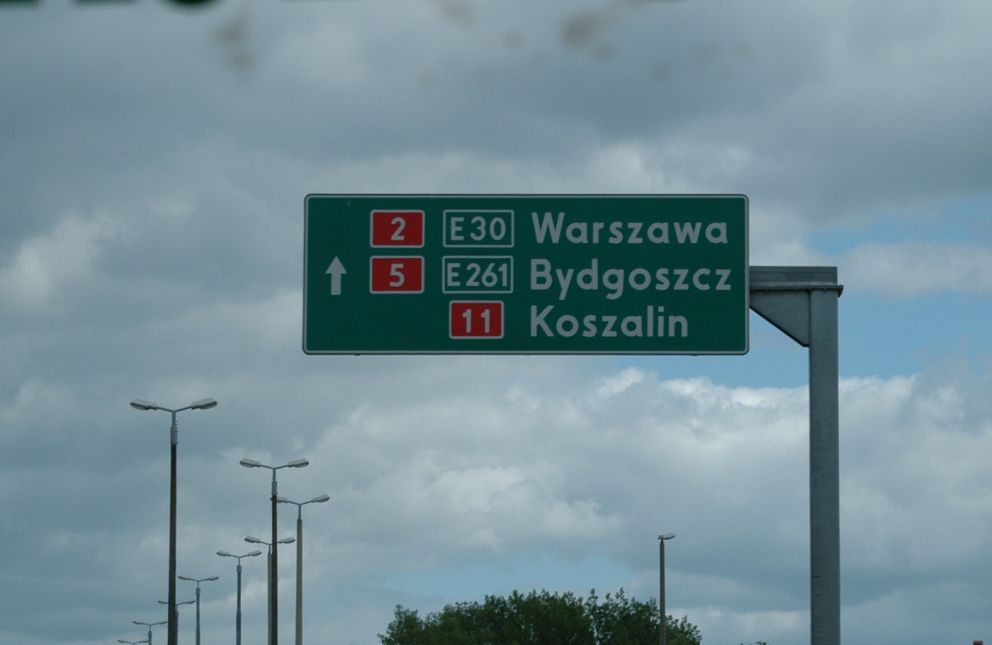 2 E30 Warszawa
5 E261 Bydgoszcz
11 Koszalin